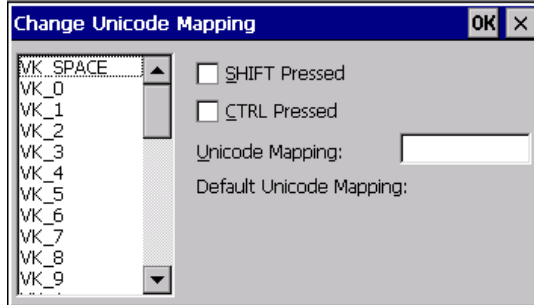 Change Unicode Mapping OK ×
VK_SPACE
VK_0
VK_1
VK_2
VK_3
VK_4
VK_5
VK_6
VK_7
VK_8
VK_9
SHIFT Pressed
CTRL Pressed
Unicode Mapping:
Default Unicode Mapping: